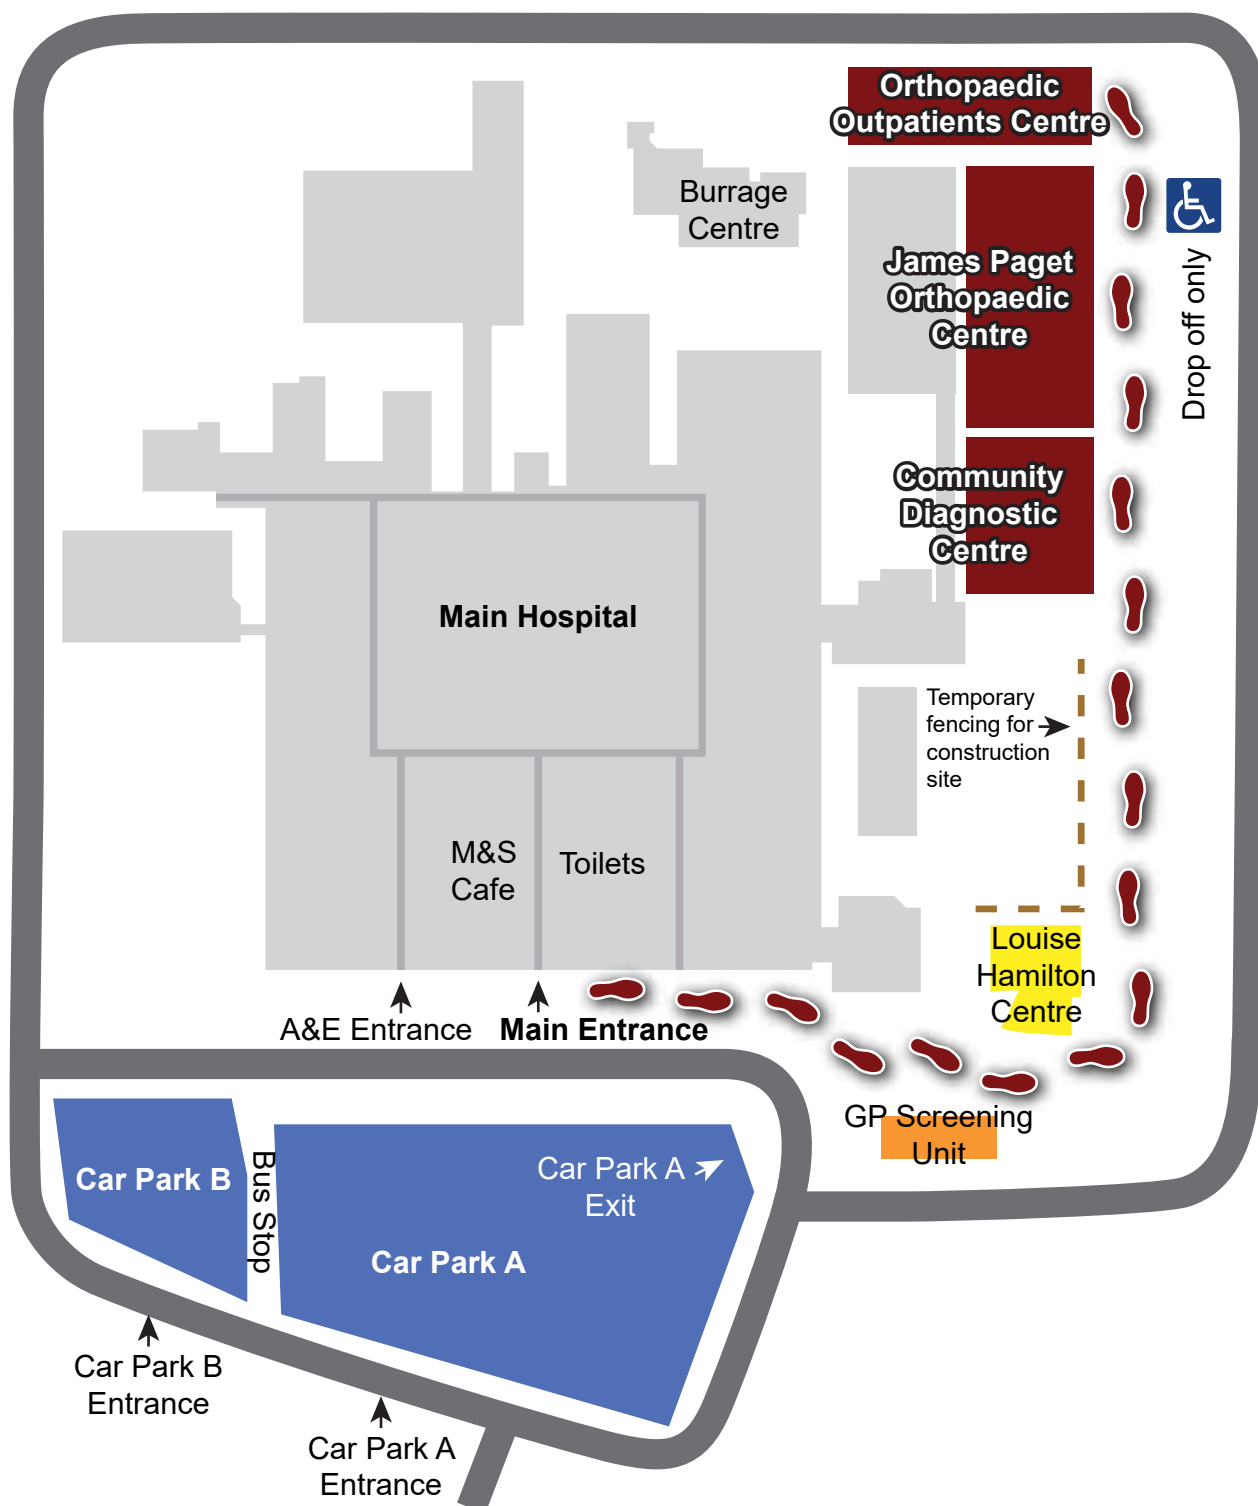 Orthopaedic
Outpatients Centre
Burrage
Centre
James Paget
Orthopaedic
Centre
Drop off only
Community
Diagnostic
Centre
Main Hospital
Temporary
fencing for
construction
site
M&S
Cafe
Toilets
Louise
Hamilton
Centre
A&E Entrance
Main Entrance
GP Screening
Unit
Car Park B
Bus Stop
Car Park A
Exit
Car Park A
Car Park B
Entrance
Car Park A
Entrance